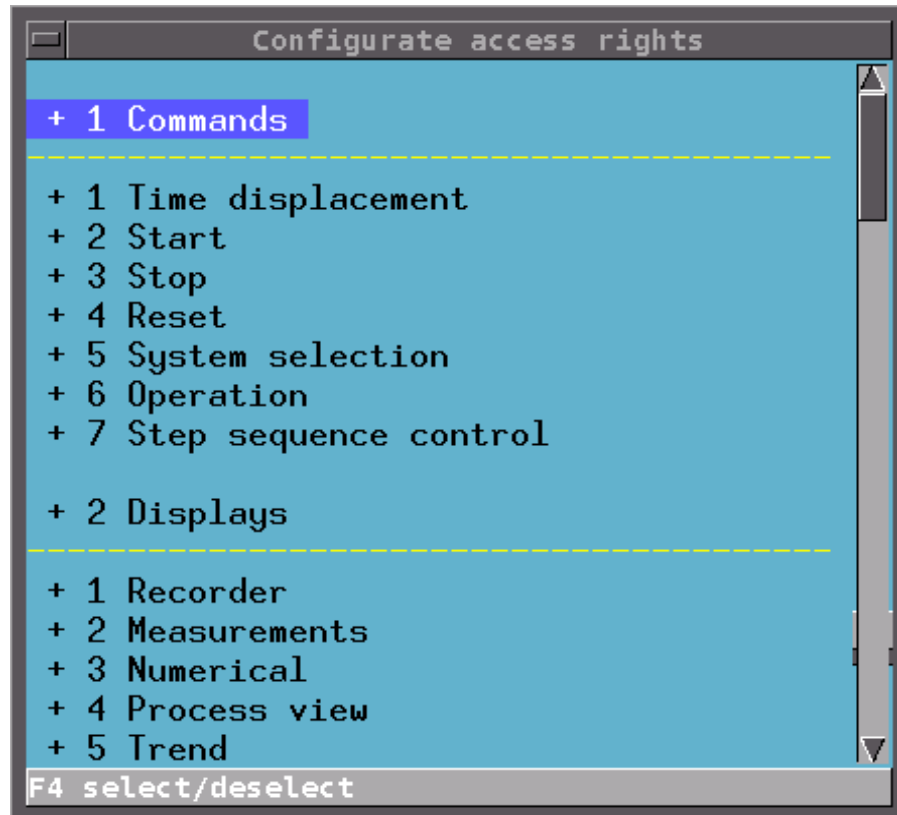 Configurate access rights
+ 1 Commands
+ 1 Time displacement
+ 2 Start
+ 3 Stop
+ 4 Reset
+ 5 System selection
+ 6 Operation
+ 7 Step sequence control
+ 2 Displays
+ 1 Recorder
+ 2 Measurements
+ 3 Numerical
+ 4 Process view
+ 5 Trend
F4 select/deselect